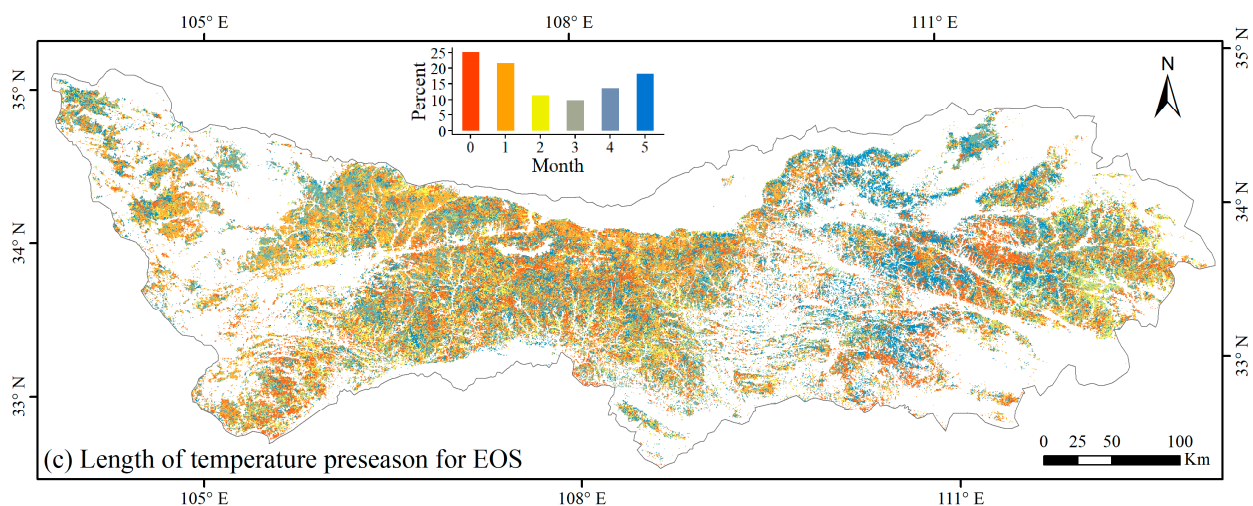 105° E 108° E 111° E
35° N
34° N
33° N
35° N
34° N
33° N
N
Percent
25
20
15
10
5
0
0 1 2 3 4 5
Month
0 25 50 100
Km
(c) Length of temperature preseason for EOS
105° E 108° E 111° E